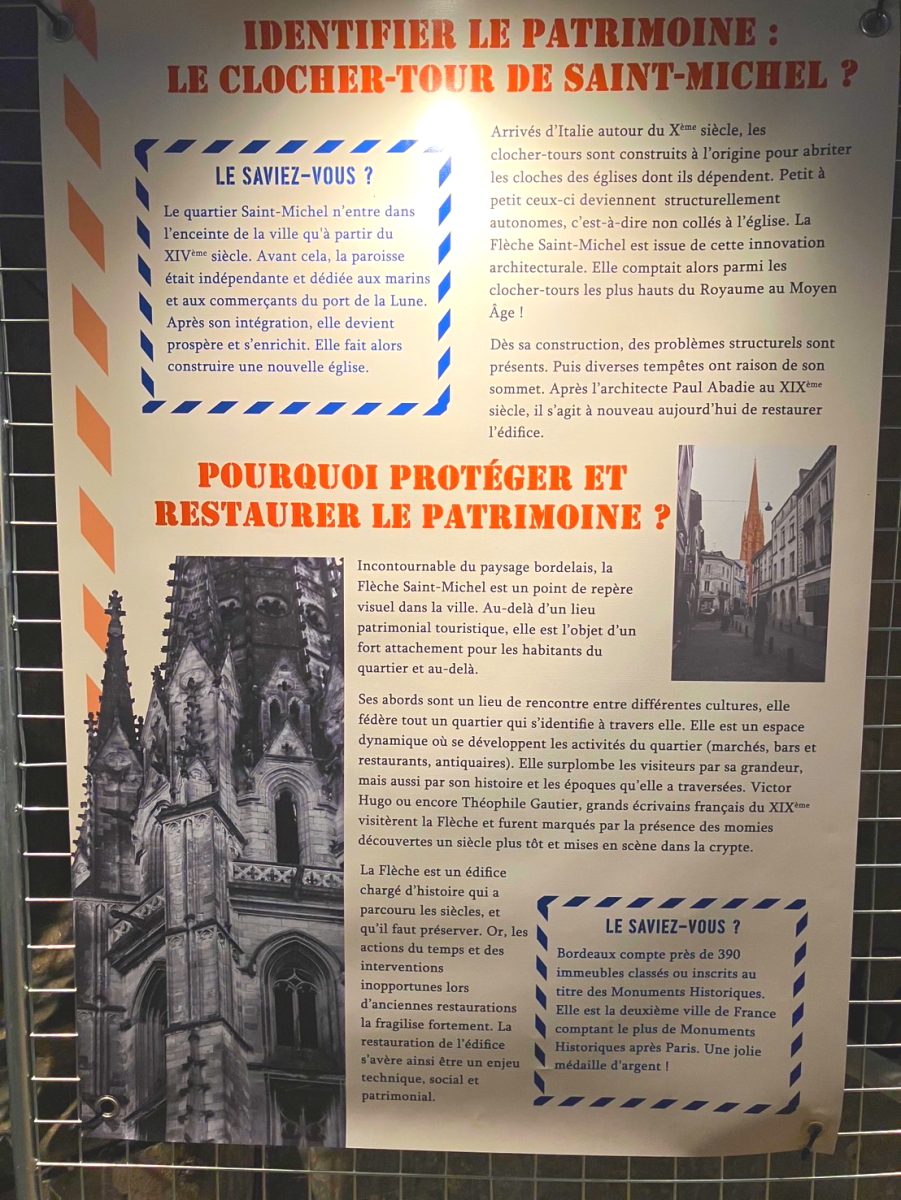 IDENTIFIER LE PATRIMOINE :
LE CLOCHER-TOUR DE SAINT-MICHEL ?
LE SAVIEZ-VOUS ?
Le quartier Saint-Michel n'entre dans
l'enceinte de la ville qu'à partir du
XIVème siècle. Avant cela, la paroisse
était indépendante et dédiée aux marins
et aux commerçants du port de la Lune.
Après son intégration, elle devient
prospère et s'enrichit. Elle fait alors
construire une nouvelle église.
Arrivés d'Italie autour du Xème siècle, les
clocher-tours sont construits à l'origine pour abriter
les cloches des églises dont ils dépendent. Petit à
petit ceux-ci deviennent structurellement
autonomes, c'est-à-dire non collés à l'église. La
Flèche Saint-Michel est issue de cette innovation
architecturale. Elle comptait alors parmi les
clocher-tours les plus hauts du Royaume au Moyen
Âge !
Dès sa construction, des problèmes structurels sont
présents. Puis diverses tempêtes ont raison de son
sommet. Après l'architecte Paul Abadie au XIXème
siècle, il s'agit à nouveau aujourd'hui de restaurer
l'édifice.
POURQUOI PROTÉGER ET
RESTAURER LE PATRIMOINE ?
Incontournable du paysage bordelais, la
Flèche Saint-Michel est un point de repère
visuel dans la ville. Au-delà d'un lieu
patrimonial touristique, elle est l'objet d'un
fort attachement pour les habitants du
quartier et au-delà.
Ses abords sont un lieu de rencontre entre différentes cultures, elle
fédère tout un quartier qui s'identifie à travers elle. Elle est un espace
dynamique où se développent les activités du quartier (marchés, bars et
restaurants, antiquaires). Elle surplombe les visiteurs par sa grandeur,
mais aussi par son histoire et les époques qu'elle a traversées. Victor
Hugo ou encore Théophile Gautier, grands écrivains français du XIXème
visitèrent la Flèche et furent marqués par la présence des momies
découvertes un siècle plus tôt et mises en scène dans la crypte.
La Flèche est un édifice
chargé d'histoire qui a
parcouru les siècles, et
qu'il faut préserver. Or, les
actions du temps et des
interventions
inopportunes lors
d'anciennes restaurations
la fragilise fortement. La
restauration de l'édifice
s'avère ainsi être un enjeu
technique, social et
patrimonial.
LE SAVIEZ-VOUS ?
Bordeaux compte près de 390
immeubles classés ou inscrits au
titre des Monuments Historiques.
Elle est la deuxième ville de France
comptant le plus de Monuments
Historiques après Paris. Une jolie
médaille d'argent !